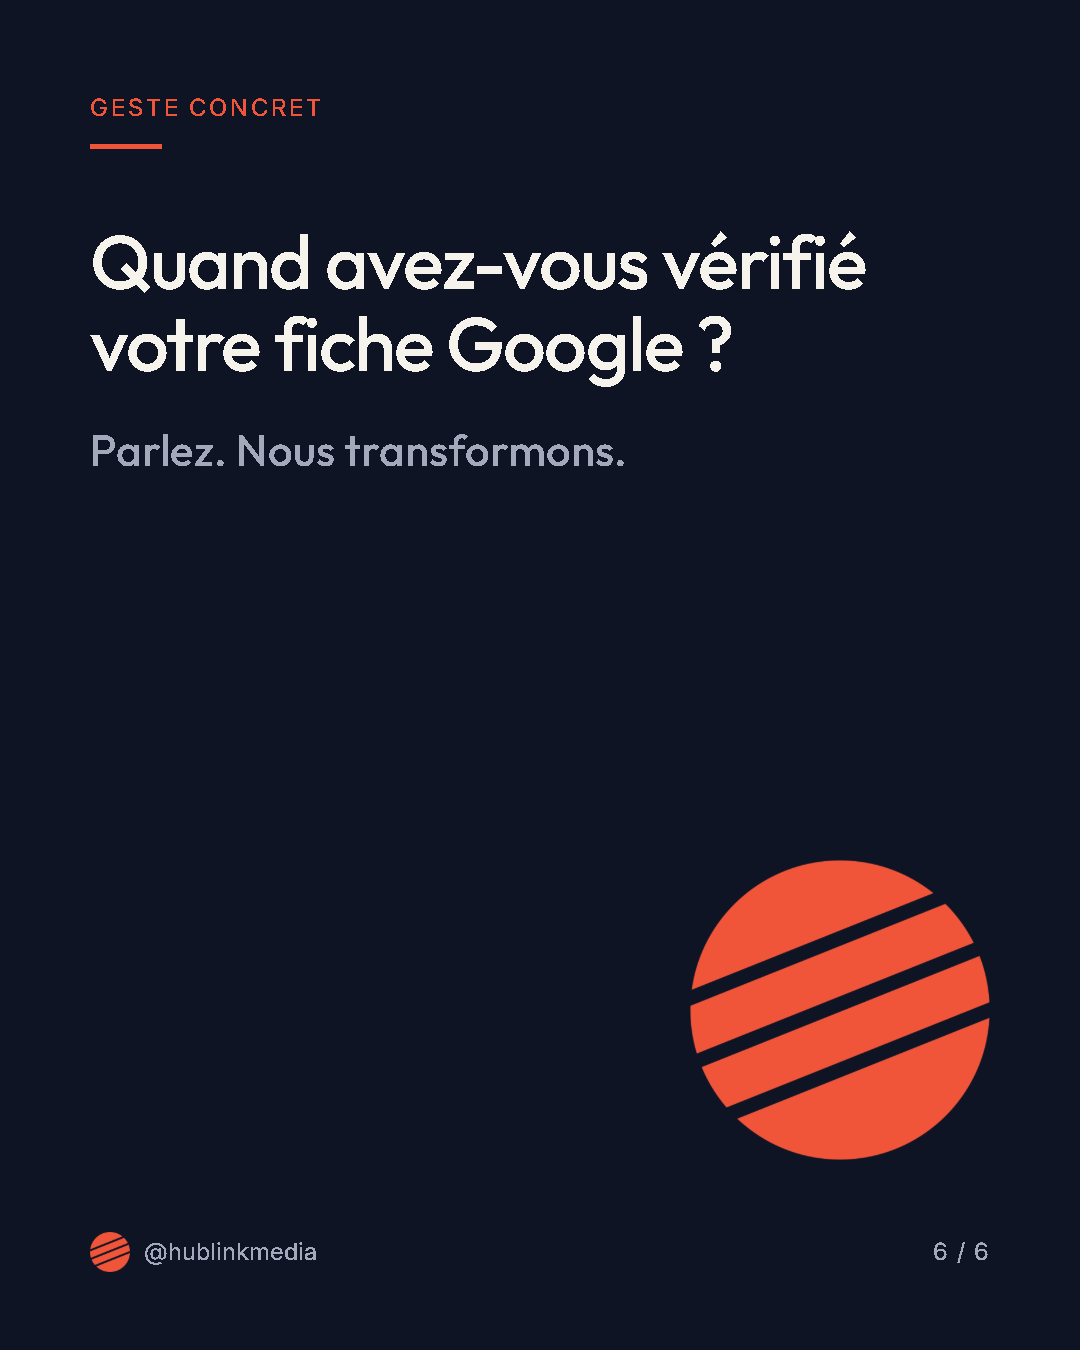 GESTE CONCRET
Quand avez-vous vérifié
votre fiche Google ?
Parlez. Nous transformons.
@hublinkmedia
6 / 6